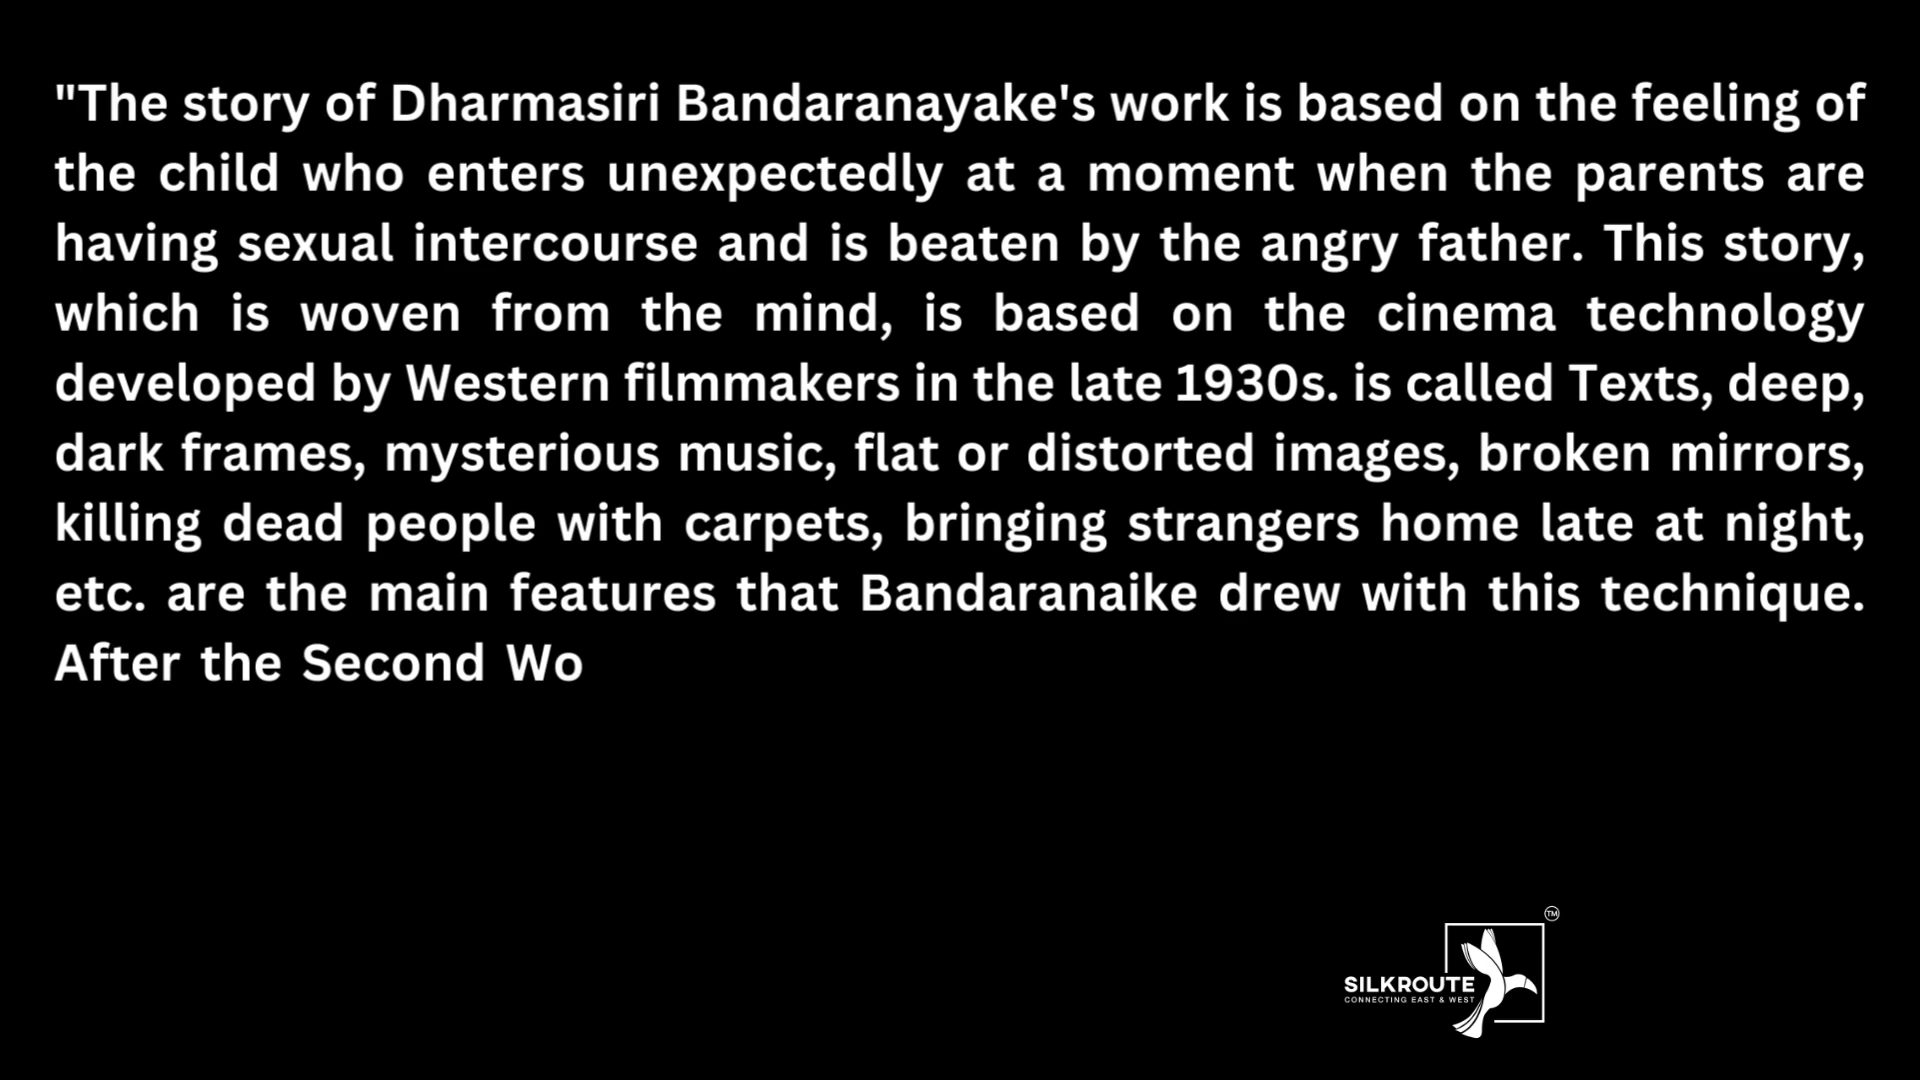 "The story of Dharmasiri Bandaranayake's work is based on the feeling of
the child who enters unexpectedly at a moment when the parents are
having sexual intercourse and is beaten by the angry father. This story,
which is woven from the mind, is based on the cinema technology
developed by Western filmmakers in the late 1930s. is called Texts, deep,
dark frames, mysterious music, flat or distorted images, broken mirrors,
killing dead people with carpets, bringing strangers home late at night,
etc. are the main features that Bandaranaike drew with this technique.
After the Second Wo
TM
SILKROUTE
CONNECTING EAST & WEST